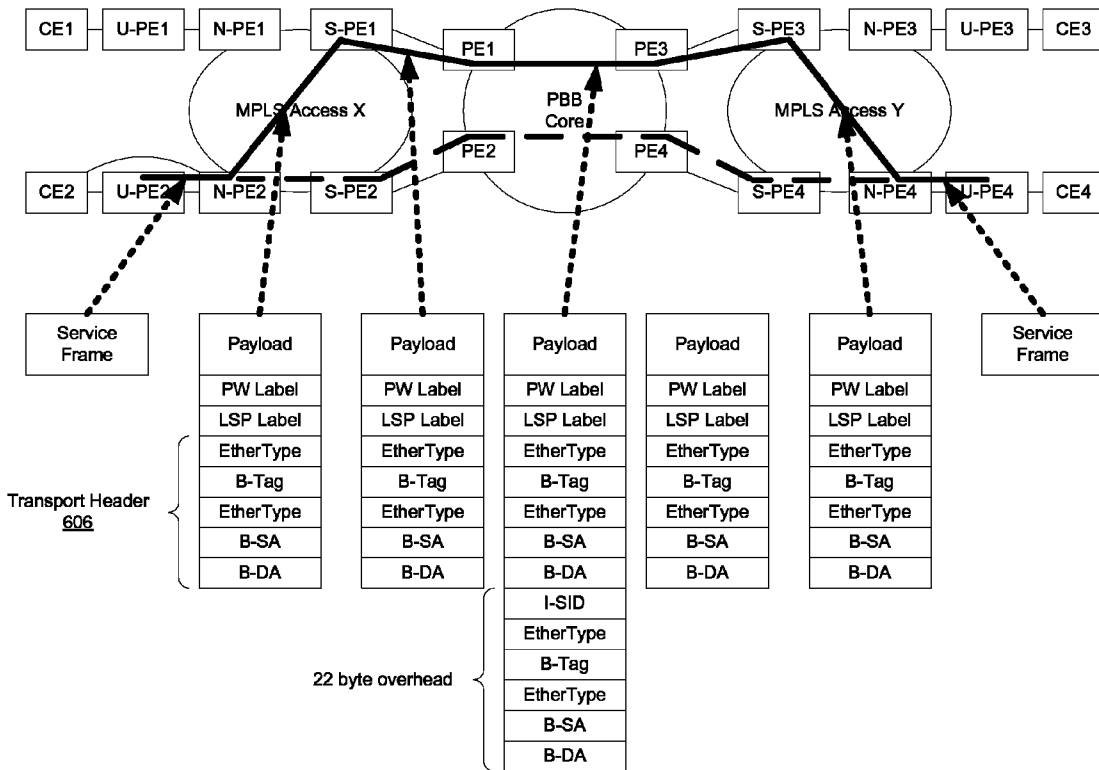 CE1 U-PE1 N-PE1 S-PE1 PE1 PE3 S-PE3 N-PE3 U-PE3 CE3
MPLS Access X
PBB
Core
MPLS Access Y
PE2 PE4
CE2 U-PE2 N-PE2 S-PE2 S-PE4 N-PE4 U-PE4 CE4
Service
Frame
Payload Payload Payload Payload Payload
Service
Frame
PW Label PW Label PW Label PW Label PW Label
LSP Label LSP Label LSP Label LSP Label LSP Label
EtherType EtherType EtherType EtherType EtherType
B-Tag B-Tag B-Tag B-Tag B-Tag
EtherType EtherType EtherType EtherType EtherType
B-SA B-SA B-SA B-SA B-SA
B-DA B-DA B-DA B-DA B-DA
Transport Header
606
I-SID
EtherType
B-Tag
EtherType
B-SA
B-DA
22 byte overhead